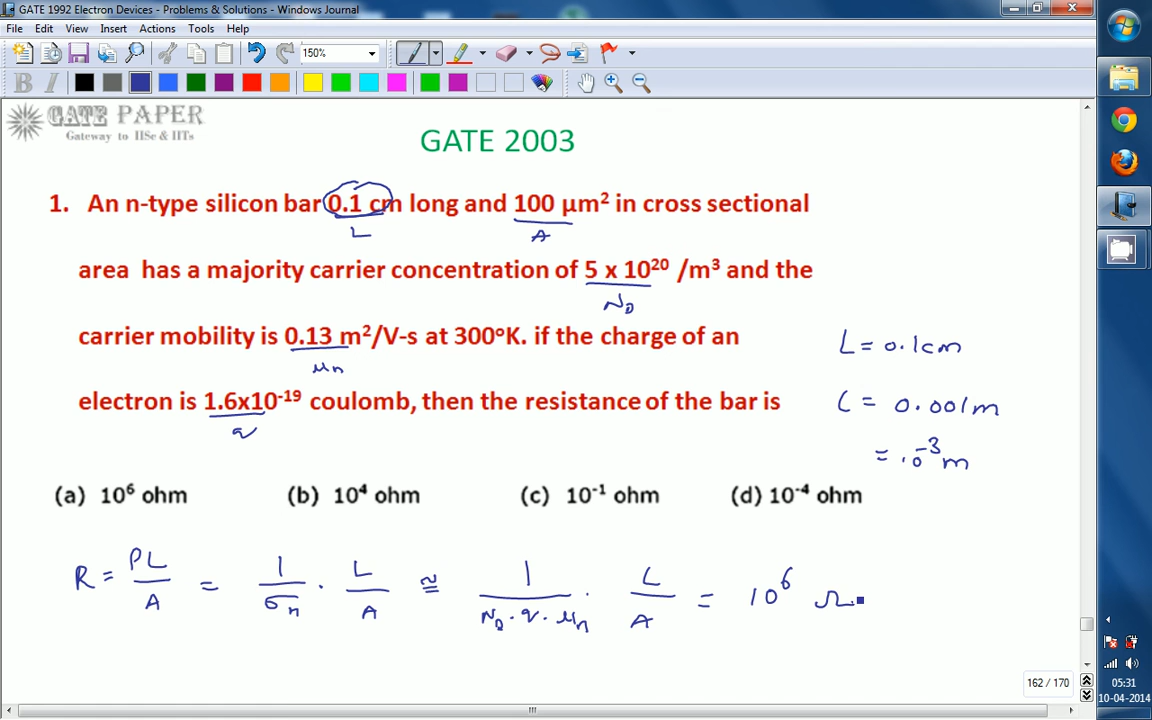 GATE 1992 Electron Devices - Problems & Solutions - Windows Journal
File Edit View Insert Actions Tools Help
150%
B I
GATE PAPER
Gateway to IISc & IITs
GATE 2003
1. An n-type silicon bar 0.1 cm long and 100 µm² in cross sectional
L A
area has a majority carrier concentration of 5 x 10²⁰ /m³ and the
N_D
carrier mobility is 0.13 m²/V-s at 300°K. if the charge of an
μn
L = 0.1cm
electron is 1.6x10⁻¹⁹ coulomb, then the resistance of the bar is
q
L = 0.001m
= 10⁻³ m
(a) 10⁶ ohm (b) 10⁴ ohm (c) 10⁻¹ ohm (d) 10⁻⁴ ohm
R = ρL/A = 1/σn · L/A ≅ 1/(N_D · q · μn) · L/A = 10⁶ Ω
162 / 170
05:31
10-04-2014